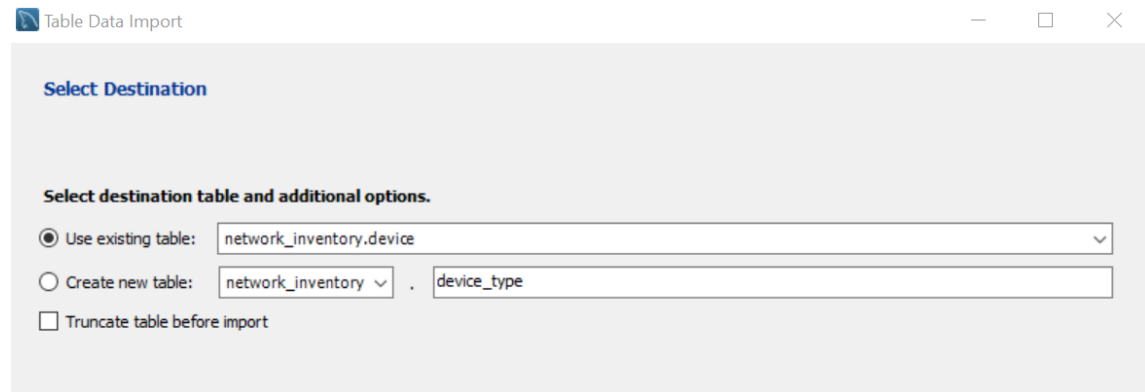 Table Data Import
Select Destination
Select destination table and additional options.
Use existing table: network_inventory.device
Create new table: network_inventory . device_type
Truncate table before import